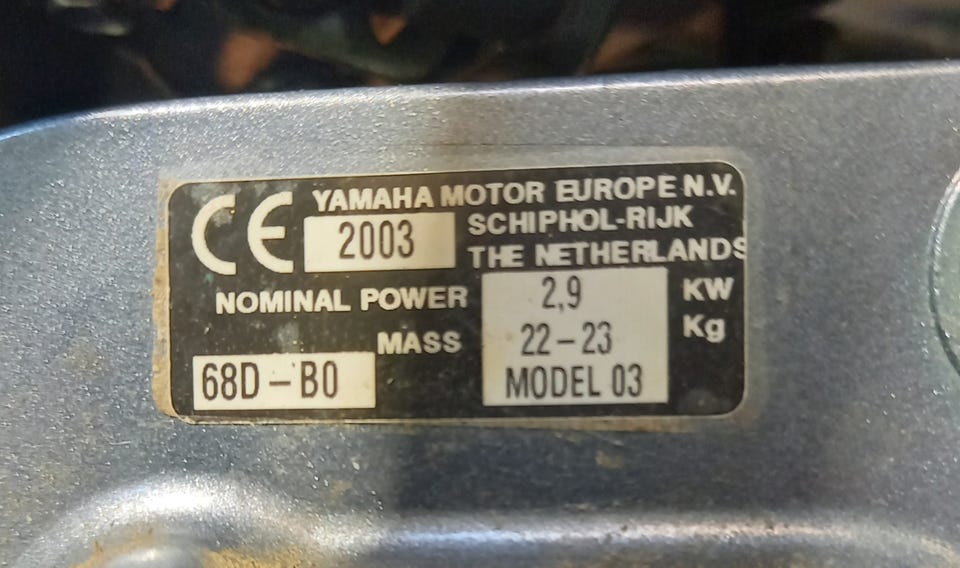 CE YAMAHA MOTOR EUROPE N.V.
2003 SCHIPHOL-RIJK
THE NETHERLANDS
NOMINAL POWER 2,9 KW
MASS 22-23 Kg
68D-B0 MODEL 03